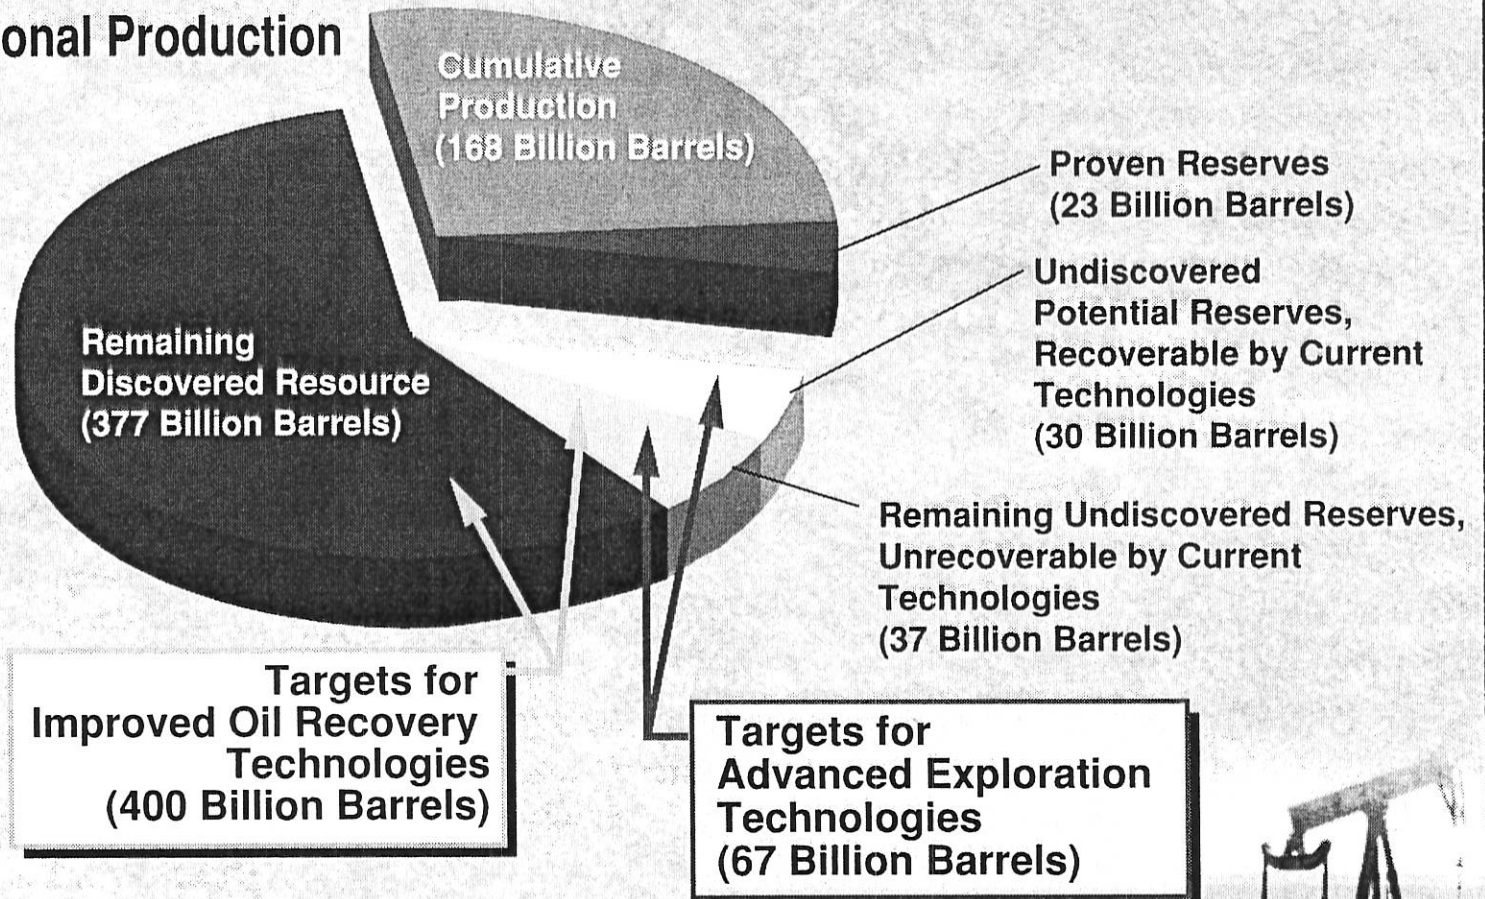 onal Production
Cumulative
Production
(168 Billion Barrels)
Proven Reserves
(23 Billion Barrels)
Undiscovered
Potential Reserves,
Recoverable by Current
Technologies
(30 Billion Barrels)
Remaining
Discovered Resource
(377 Billion Barrels)
Remaining Undiscovered Reserves,
Unrecoverable by Current
Technologies
(37 Billion Barrels)
Targets for
Improved Oil Recovery
Technologies
(400 Billion Barrels)
Targets for
Advanced Exploration
Technologies
(67 Billion Barrels)